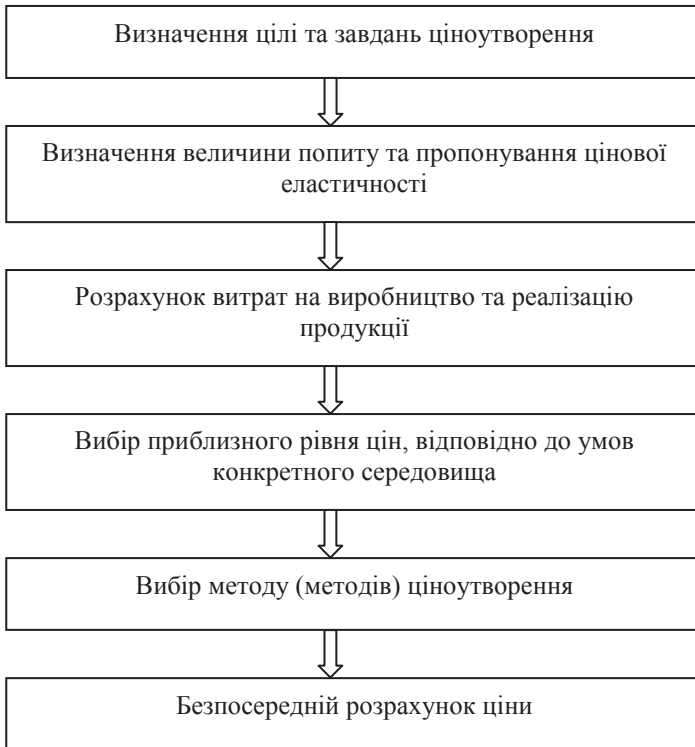 Визначення цілі та завдань ціноутворення
Визначення величини попиту та пропонування цінової
еластичності
Розрахунок витрат на виробництво та реалізацію
продукції
Вибір приблизного рівня цін, відповідно до умов
конкретного середовища
Вибір методу (методів) ціноутворення
Безпосередній розрахунок ціни